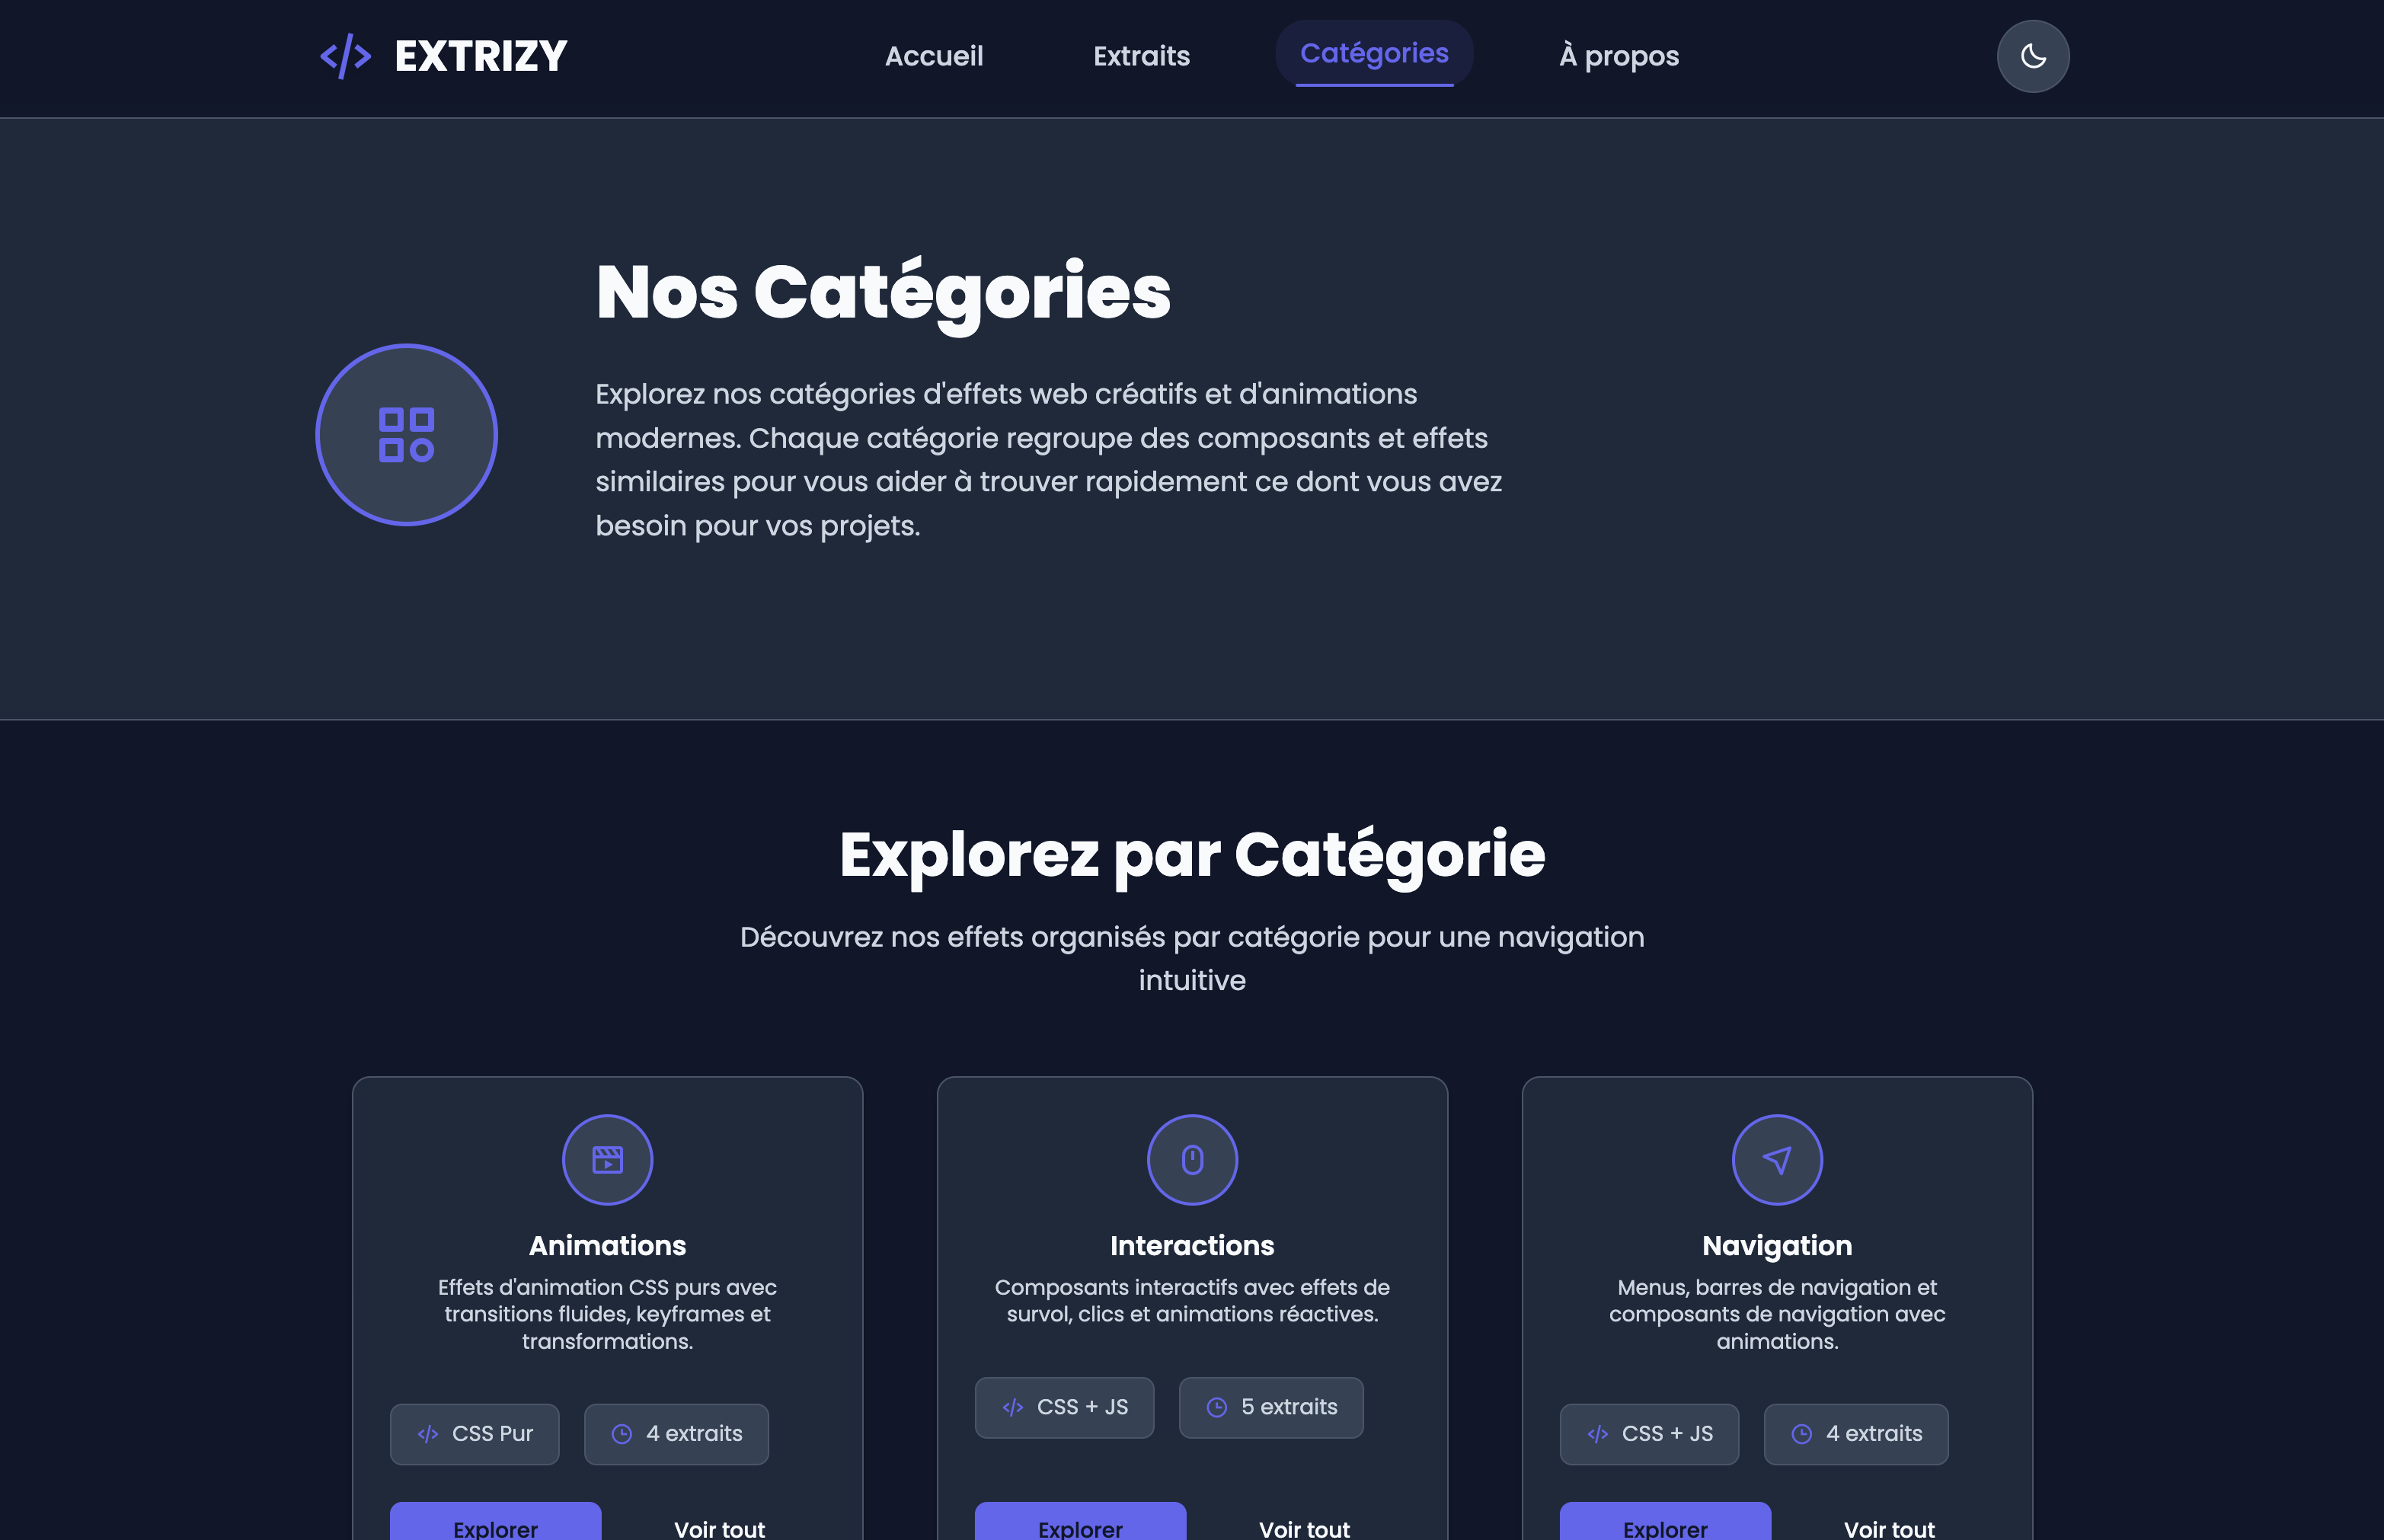 EXTRIZY
Accueil
Extraits
Catégories
À propos
Nos Catégories
Explorez nos catégories d'effets web créatifs et d'animations
modernes. Chaque catégorie regroupe des composants et effets
similaires pour vous aider à trouver rapidement ce dont vous avez
besoin pour vos projets.
Explorez par Catégorie
Découvrez nos effets organisés par catégorie pour une navigation
intuitive
Animations
Effets d'animation CSS purs avec
transitions fluides, keyframes et
transformations.
CSS Pur
4 extraits
Explorer
Voir tout
Interactions
Composants interactifs avec effets de
survol, clics et animations réactives.
CSS + JS
5 extraits
Explorer
Voir tout
Navigation
Menus, barres de navigation et
composants de navigation avec
animations.
CSS + JS
4 extraits
Explorer
Voir tout